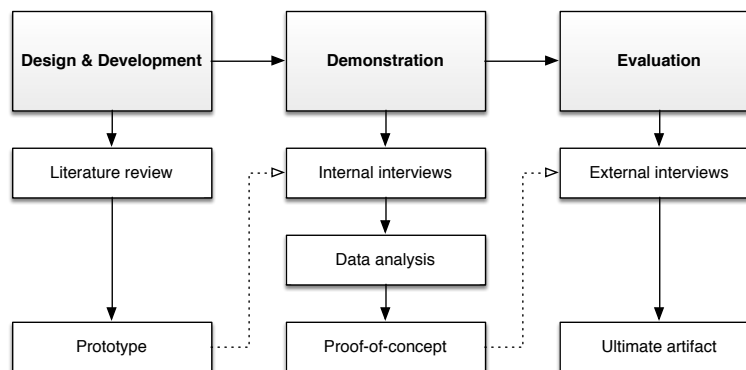 Design & Development
Demonstration
Evaluation
Literature review
Internal interviews
External interviews
Data analysis
Prototype
Proof-of-concept
Ultimate artifact